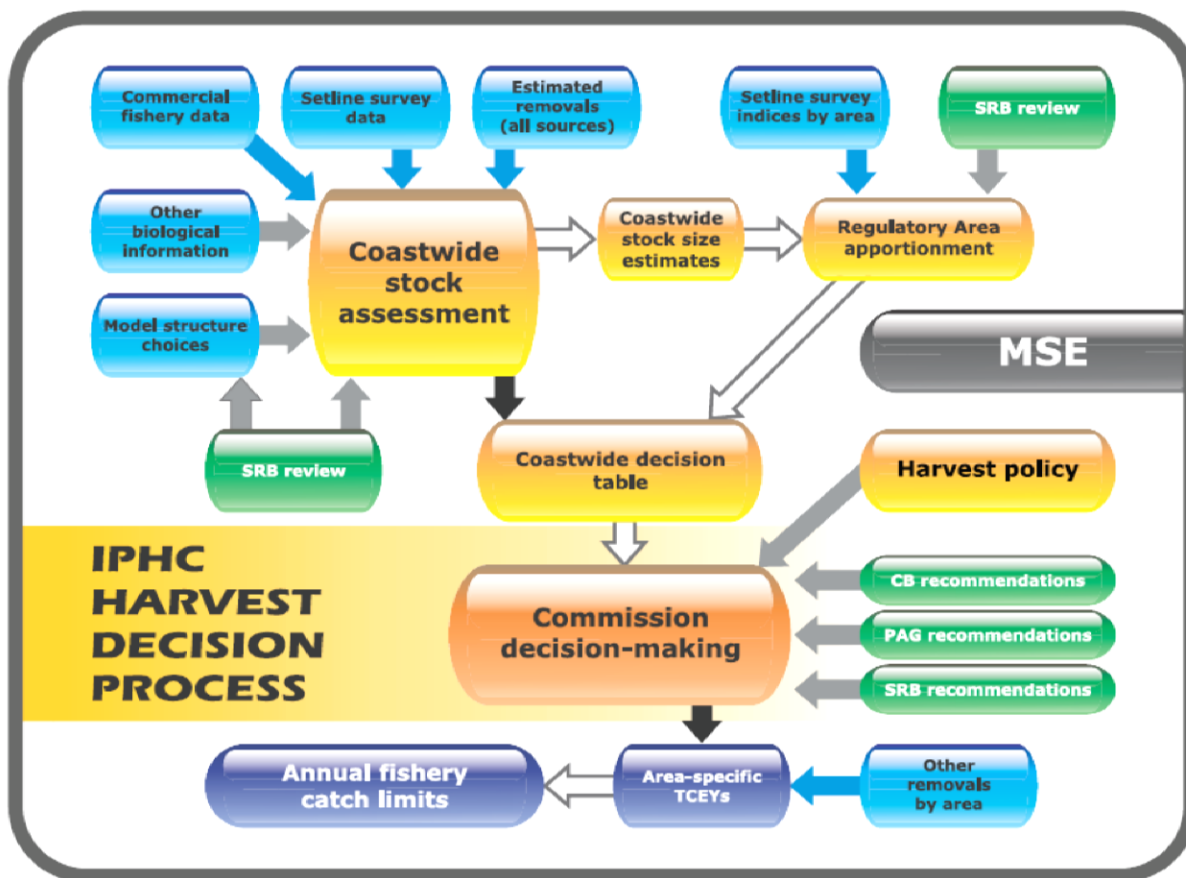 Commercial
fishery data
Setline survey
data
Estimated
removals
(all sources)
Setline survey
indices by area
SRB review
Other
biological
information
Coastwide
stock
assessment
Coastwide
stock size
estimates
Regulatory Area
apportionment
Model structure
choices
MSE
SRB review
Coastwide decision
table
Harvest policy
IPHC
HARVEST
DECISION
PROCESS
Commission
decision-making
CB recommendations
PAG recommendations
SRB recommendations
Annual fishery
catch limits
Area-specific
TCEYs
Other
removals
by area